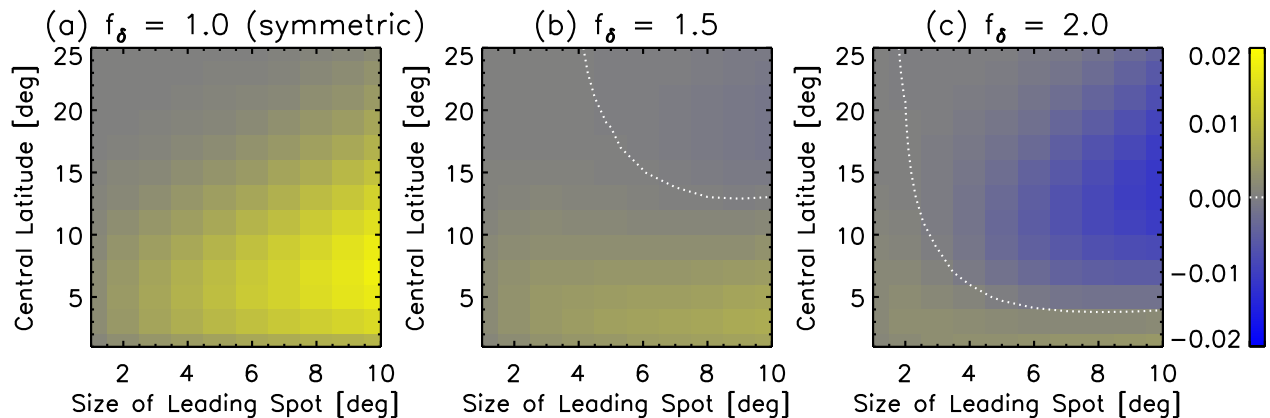 (a) f_δ = 1.0 (symmetric)
(b) f_δ = 1.5
(c) f_δ = 2.0
Central Latitude [deg]
25
20
15
10
5
2 4 6 8 10
Size of Leading Spot [deg]
Central Latitude [deg]
25
20
15
10
5
2 4 6 8 10
Size of Leading Spot [deg]
Central Latitude [deg]
25
20
15
10
5
2 4 6 8 10
Size of Leading Spot [deg]
0.02
0.01
0.00
−0.01
−0.02